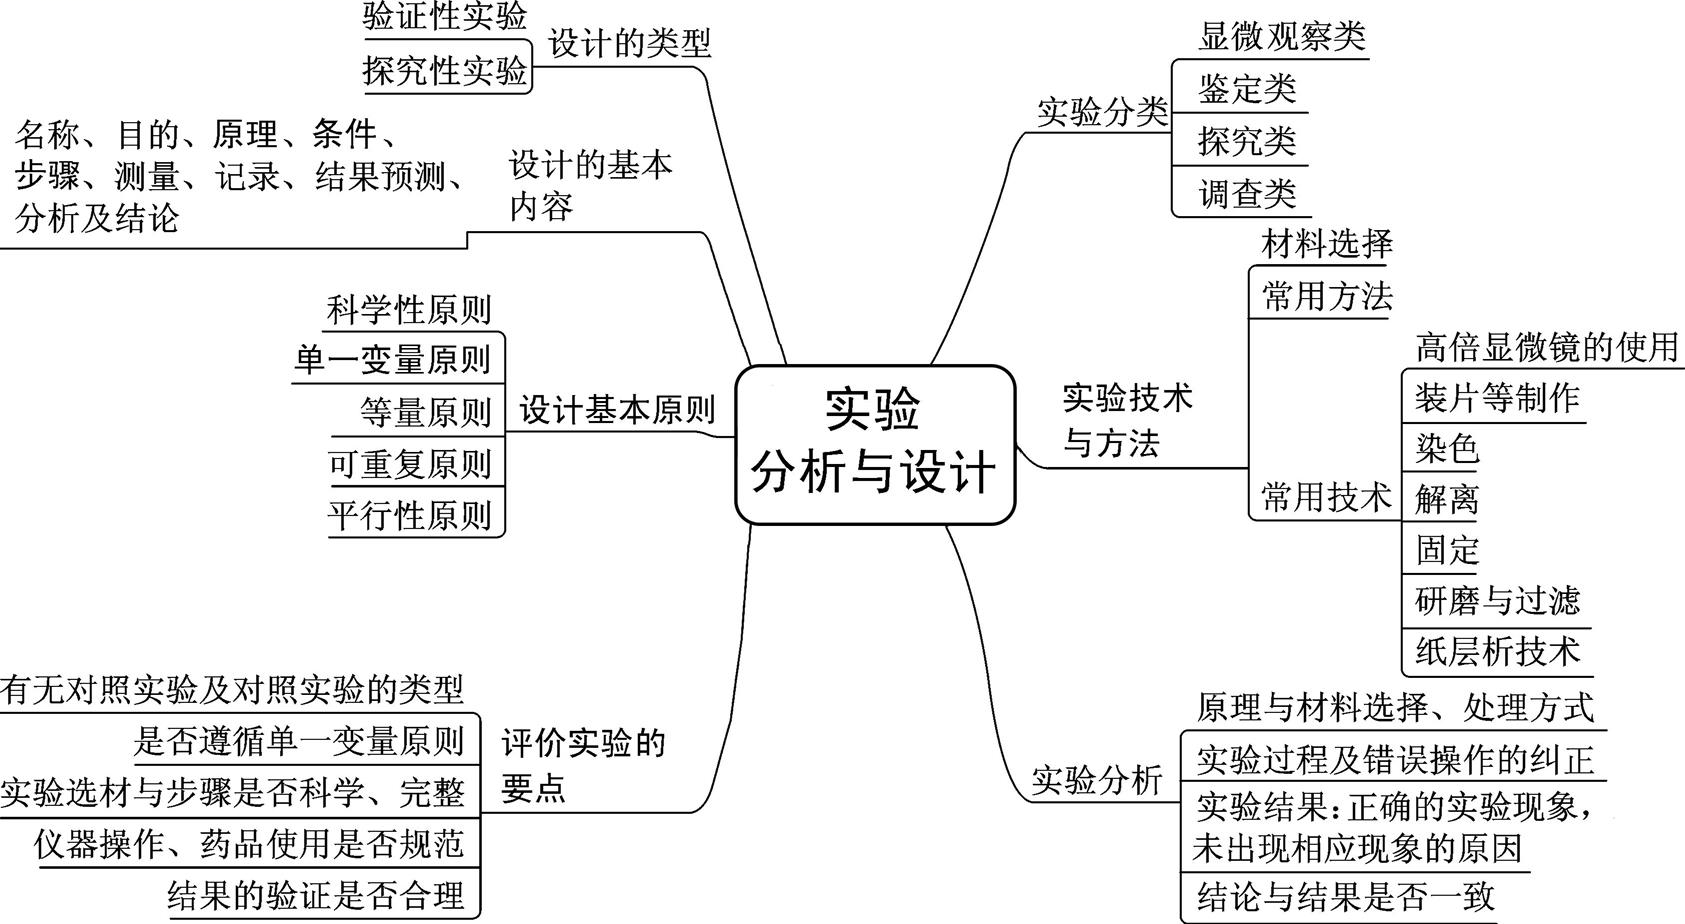 实验
分析与设计
设计的类型
验证性实验
探究性实验
设计的基本
内容
名称、目的、原理、条件、
步骤、测量、记录、结果预测、
分析及结论
设计基本原则
科学性原则
单一变量原则
等量原则
可重复原则
平行性原则
评价实验的
要点
有无对照实验及对照实验的类型
是否遵循单一变量原则
实验选材与步骤是否科学、完整
仪器操作、药品使用是否规范
结果的验证是否合理
实验分类
显微观察类
鉴定类
探究类
调查类
实验技术
与方法
材料选择
常用方法
常用技术
高倍显微镜的使用
装片等制作
染色
解离
固定
研磨与过滤
纸层析技术
实验分析
原理与材料选择、处理方式
实验过程及错误操作的纠正
实验结果:正确的实验现象,
未出现相应现象的原因
结论与结果是否一致